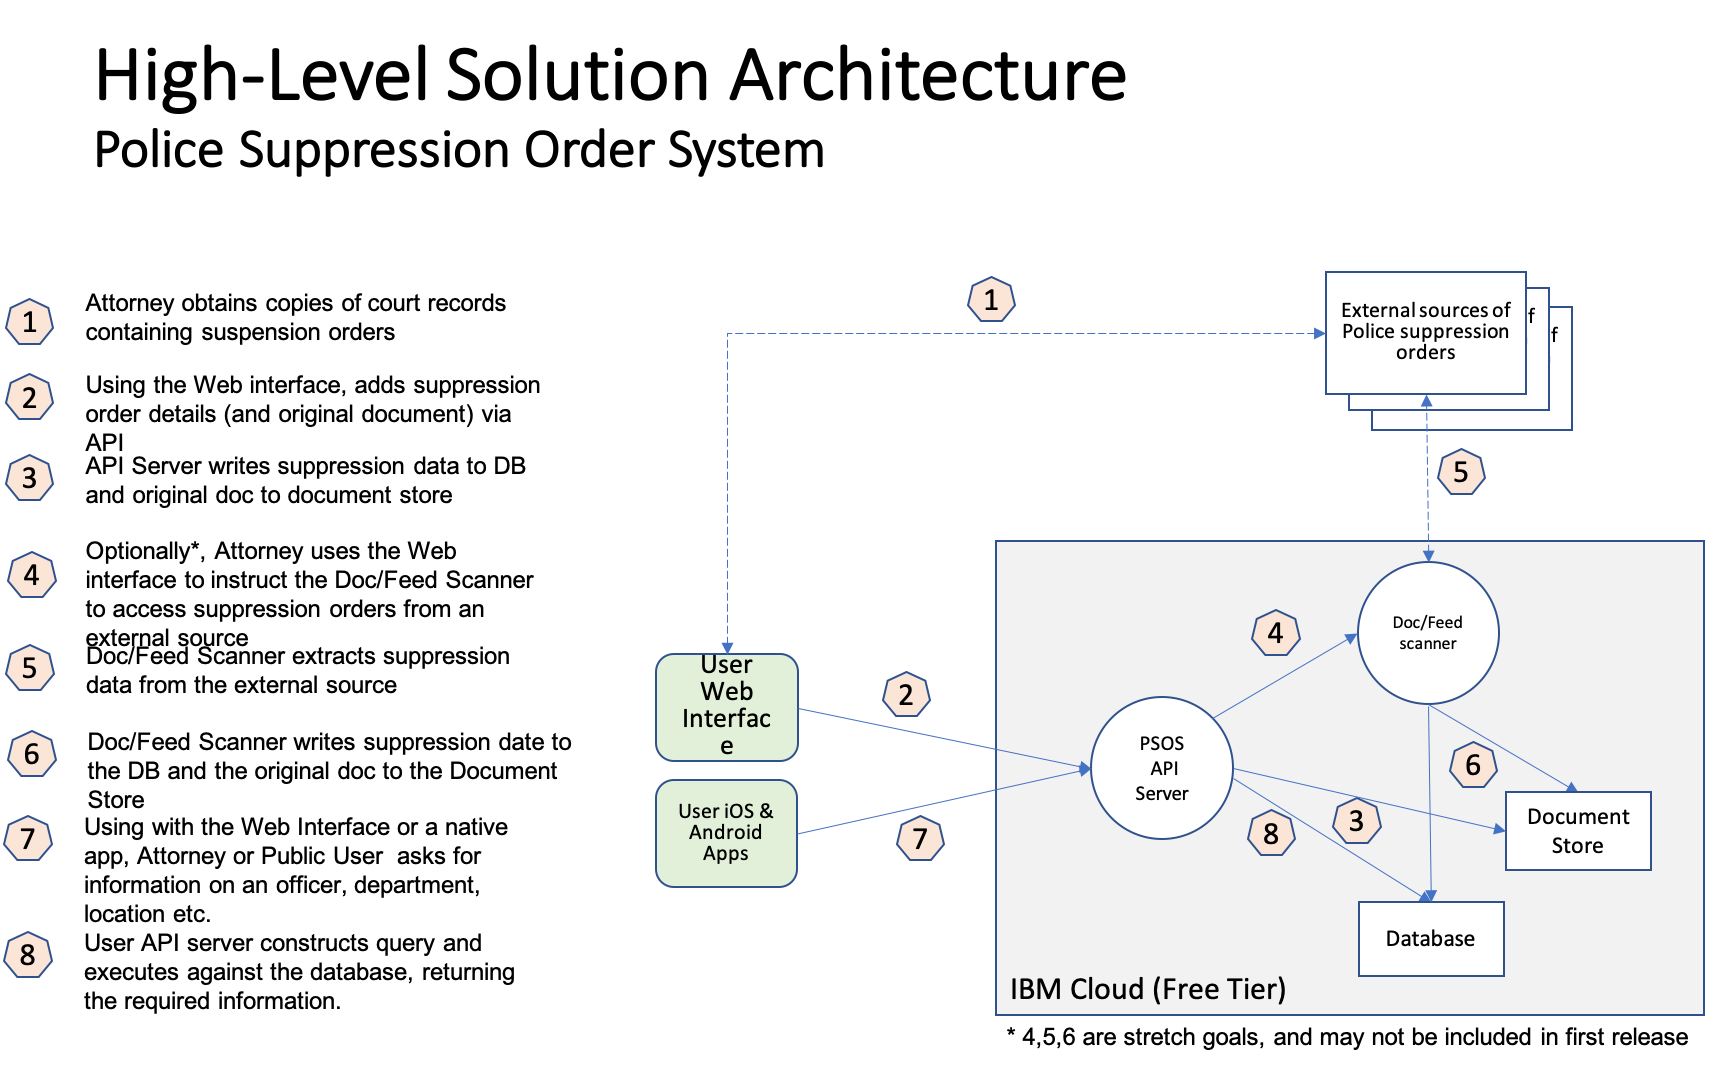 High-Level Solution Architecture
Police Suppression Order System
1
Attorney obtains copies of court records
containing suspension orders
2
Using the Web interface, adds suppression
order details (and original document) via
API
3
API Server writes suppression data to DB
and original doc to document store
4
Optionally*, Attorney uses the Web
interface to instruct the Doc/Feed Scanner
to access suppression orders from an
external source
5
Doc/Feed Scanner extracts suppression
data from the external source
6
Doc/Feed Scanner writes suppression date to
the DB and the original doc to the Document
Store
7
Using with the Web Interface or a native
app, Attorney or Public User  asks for
information on an officer, department,
location etc.
8
User API server constructs query and
executes against the database, returning
the required information.
1
External sources of
Police suppression
orders
f
f
5
Doc/Feed
scanner
4
User
Web
Interfac
e
2
PSOS
API
Server
6
User iOS &
Android
Apps
7
8
3
Document
Store
Database
IBM Cloud (Free Tier)
* 4,5,6 are stretch goals, and may not be included in first release